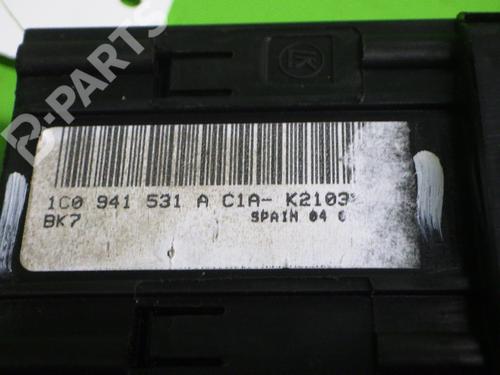 B-PARTS
1C0 941 531 A C1A- K2103
BK7 SPAIN 04